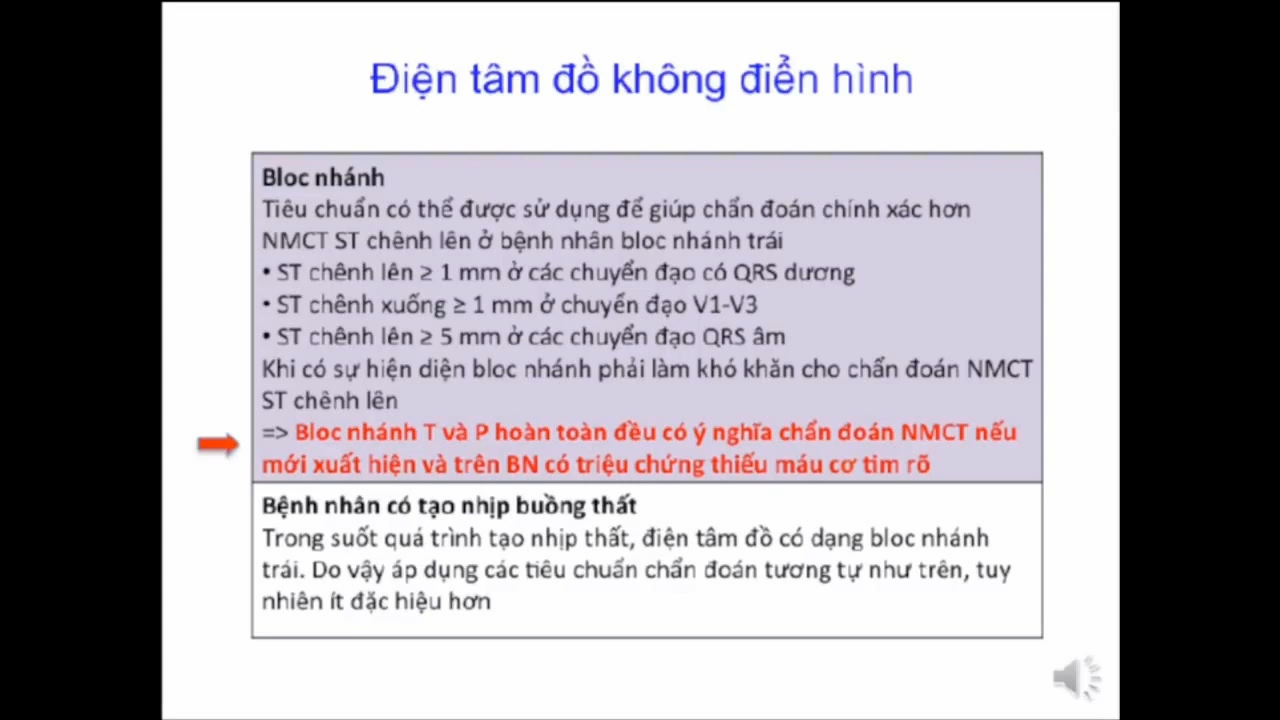 Điện tâm đồ không điển hình
Bloc nhánh
Tiêu chuẩn có thể được sử dụng để giúp chẩn đoán chính xác hơn
NMCT ST chênh lên ở bệnh nhân bloc nhánh trái
• ST chênh lên ≥ 1 mm ở các chuyển đạo có QRS dương
• ST chênh xuống ≥ 1 mm ở chuyển đạo V1-V3
• ST chênh lên ≥ 5 mm ở các chuyển đạo QRS âm
Khi có sự hiện diện bloc nhánh phải làm khó khăn cho chẩn đoán NMCT
ST chênh lên
=> Bloc nhánh T và P hoàn toàn đều có ý nghĩa chẩn đoán NMCT nếu
mới xuất hiện và trên BN có triệu chứng thiếu máu cơ tim rõ
Bệnh nhân có tạo nhịp buồng thất
Trong suốt quá trình tạo nhịp thất, điện tâm đồ có dạng bloc nhánh
trái. Do vậy áp dụng các tiêu chuẩn chẩn đoán tương tự như trên, tuy
nhiên ít đặc hiệu hơn